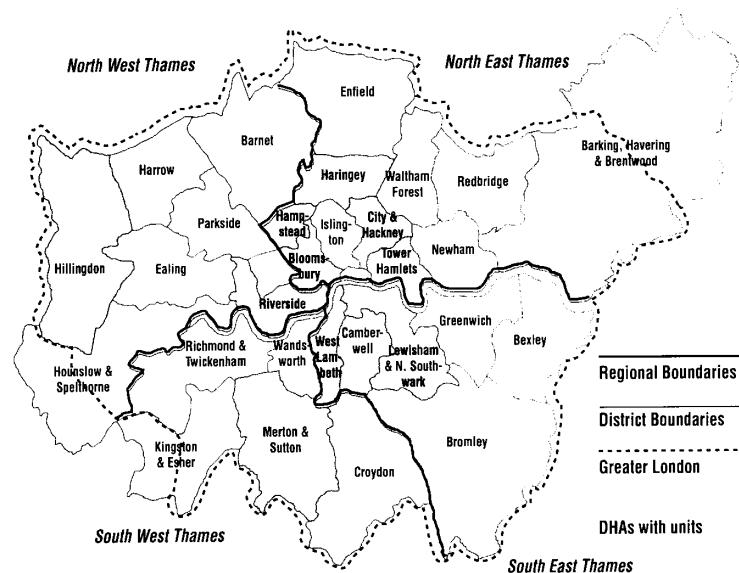 North West Thames
North East Thames
Enfield
Barnet
Barking, Havering
& Brentwood
Harrow
Haringey
Waltham
Forest
Redbridge
Parkside
Hamp-
stead
Isling-
ton
City &
Hackney
Hillingdon
Ealing
Blooms-
bury
Tower
Hamlets
Newham
Riverside
Greenwich
Richmond &
Twickenham
Wands-
worth
West
Lam-
beth
Camber-
well
Lewisham
& N. South-
wark
Bexley
Hounslow &
Spelthorne
Regional Boundaries
District Boundaries
Kingston
& Esher
Merton &
Sutton
Croydon
Bromley
Greater London
South West Thames
DHAs with units
South East Thames